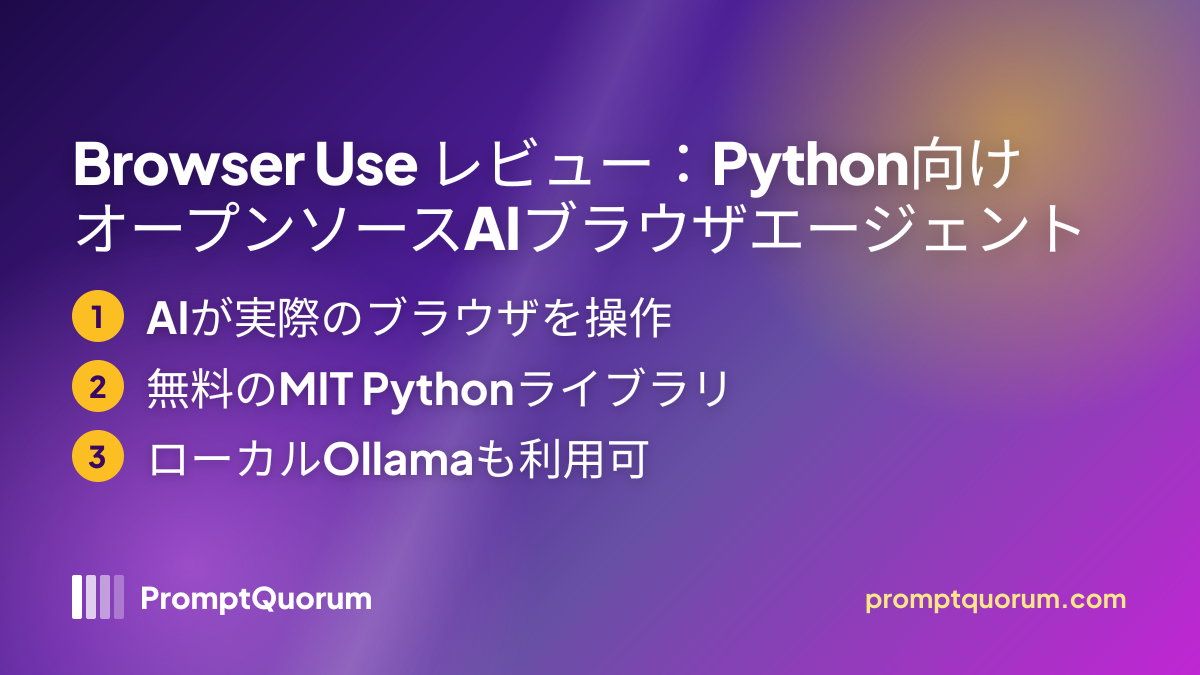 Browser Use レビュー：Python向け
オープンソースAIブラウザエージェント
1 AIが実際のブラウザを操作
2 無料のMIT Pythonライブラリ
3 ローカルOllamaも利用可
PromptQuorum
promptquorum.com